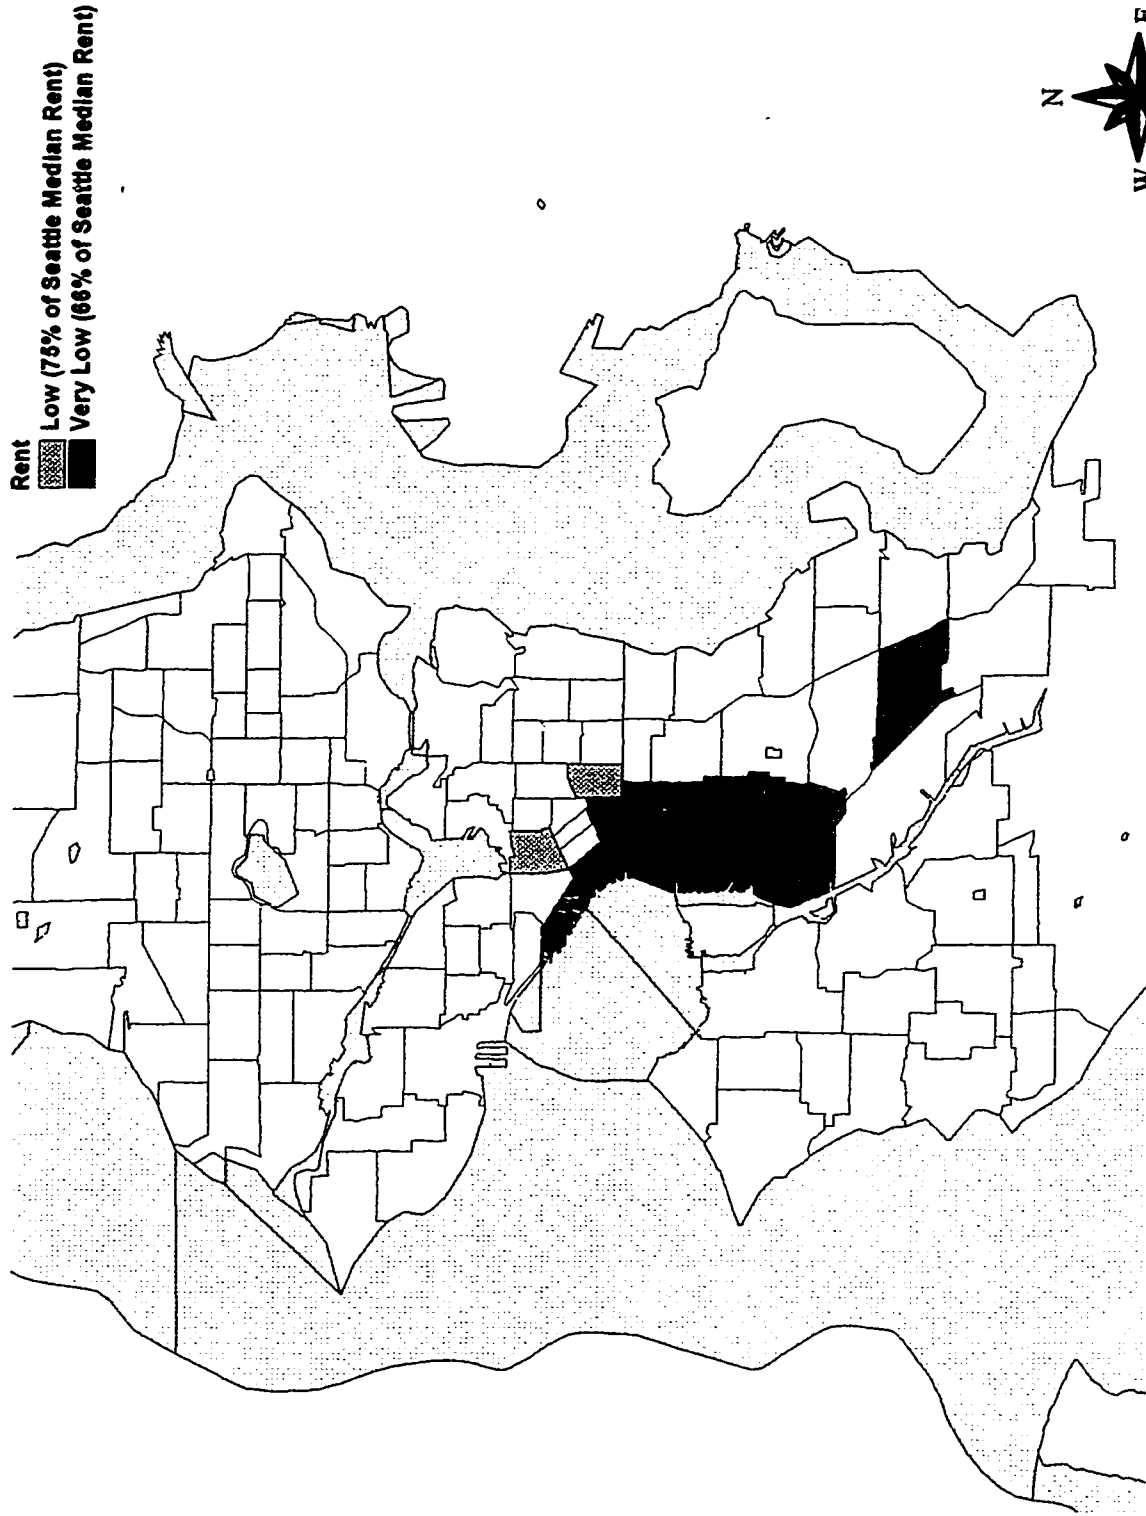 Rent
Low (75% of Seattle Median Rent)
Very Low (66% of Seattle Median Rent)
N
W
E